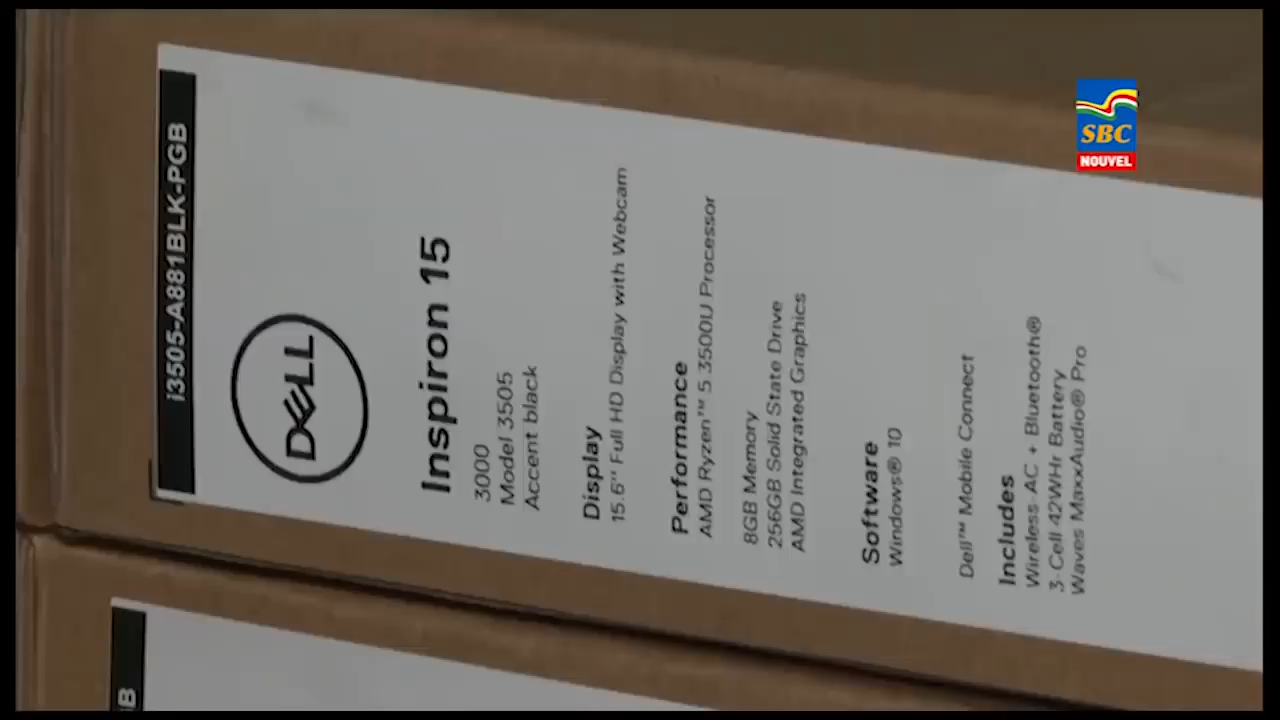 i3505-A881BLK-PGB
DELL
Inspiron 15
3000
Model 3505
Accent black
Display
15.6" Full HD Display with Webcam
Performance
AMD Ryzen™ 5 3500U Processor
8GB Memory
256GB Solid State Drive
AMD Integrated Graphics
Software
Windows® 10
Dell™ Mobile Connect
Includes
Wireless AC + Bluetooth®
3-Cell 42WHr Battery
Waves MaxxAudio® Pro
SBC
NOUVEL